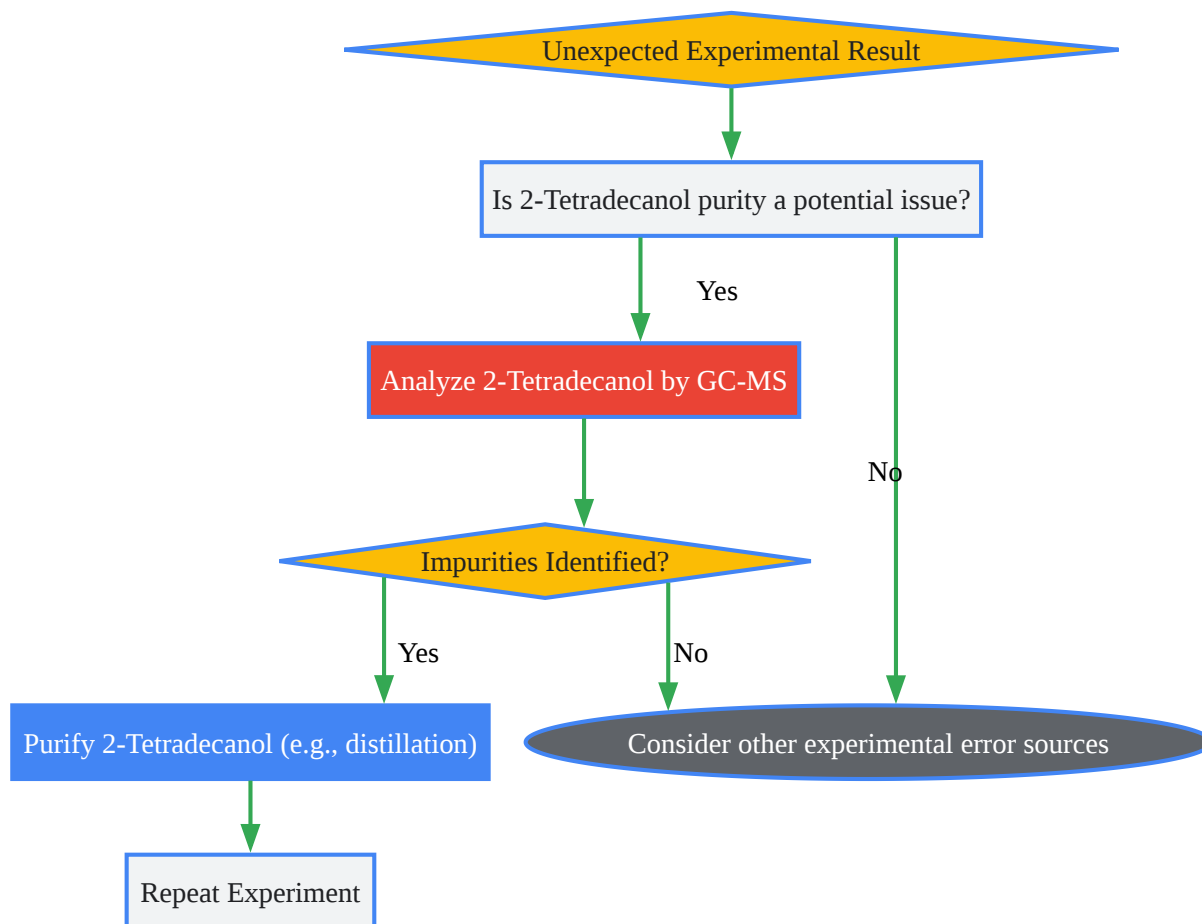 Unexpected Experimental Result
Is 2-Tetradecanol purity a potential issue?
Yes
Analyze 2-Tetradecanol by GC-MS
No
Impurities Identified?
Yes
No
Purify 2-Tetradecanol (e.g., distillation)
Consider other experimental error sources
Repeat Experiment